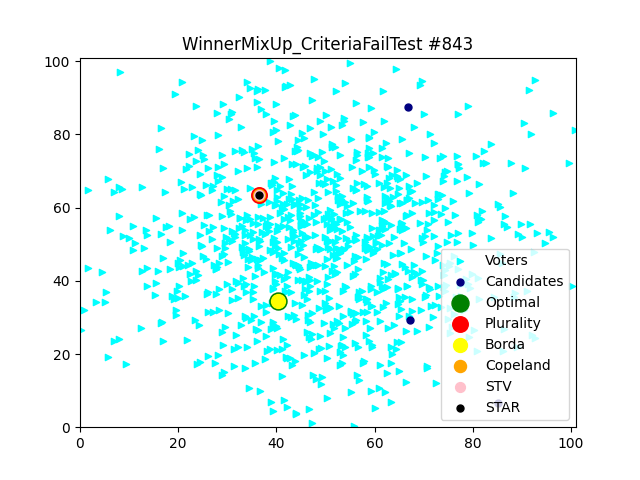 WinnerMixUp_CriteriaFailTest #843
100
80
60
40
20
0
0
20
40
60
80
100
Voters
Candidates
Optimal
Plurality
Borda
Copeland
STV
STAR